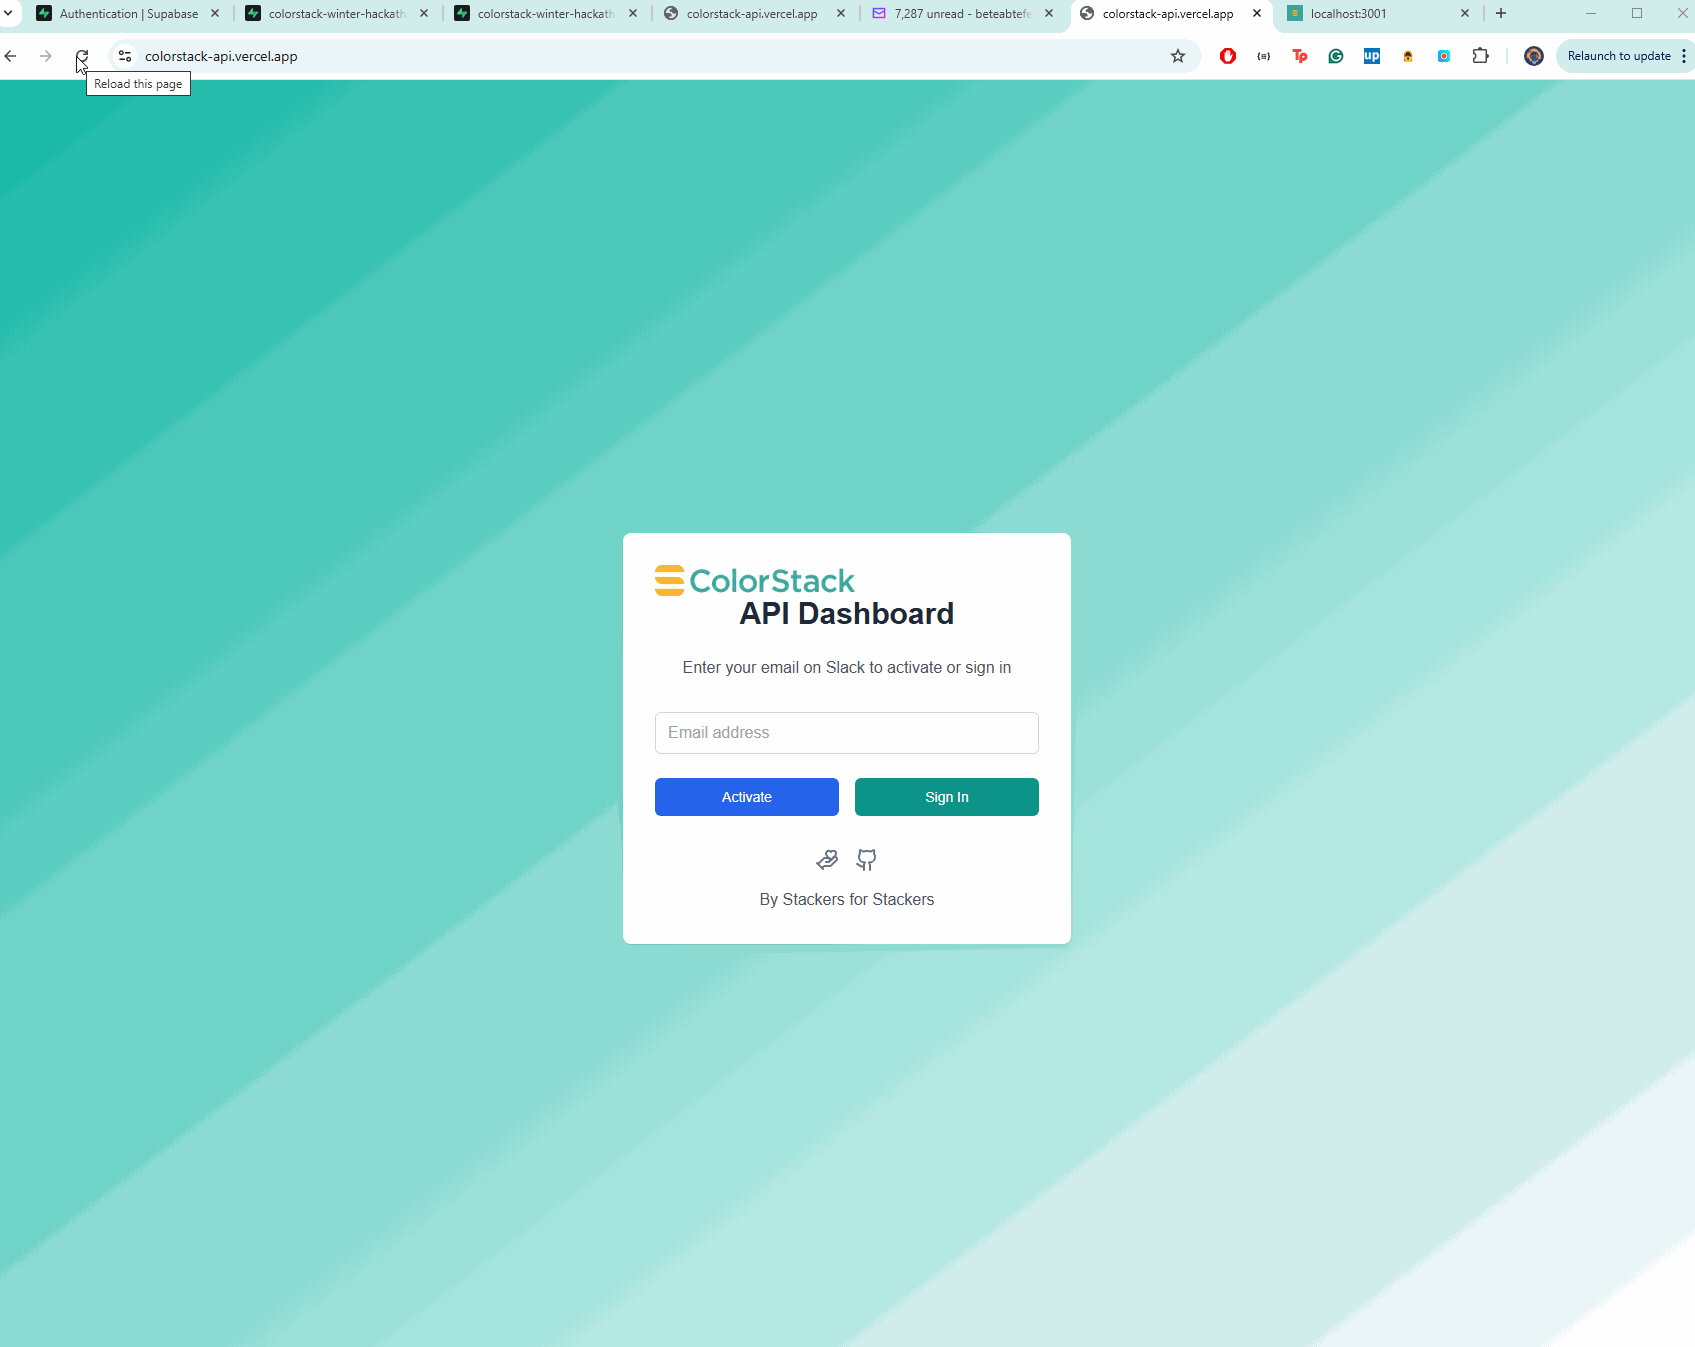 Authentication | Supabase
colorstack-winter-hackath
colorstack-winter-hackath
colorstack-api.vercel.app
7,287 unread - beteabtefe
colorstack-api.vercel.app
localhost:3001
colorstack-api.vercel.app
Tp
up
Relaunch to update
Reload this page
ColorStack
API Dashboard
Enter your email on Slack to activate or sign in
Email address
Activate
Sign In
By Stackers for Stackers